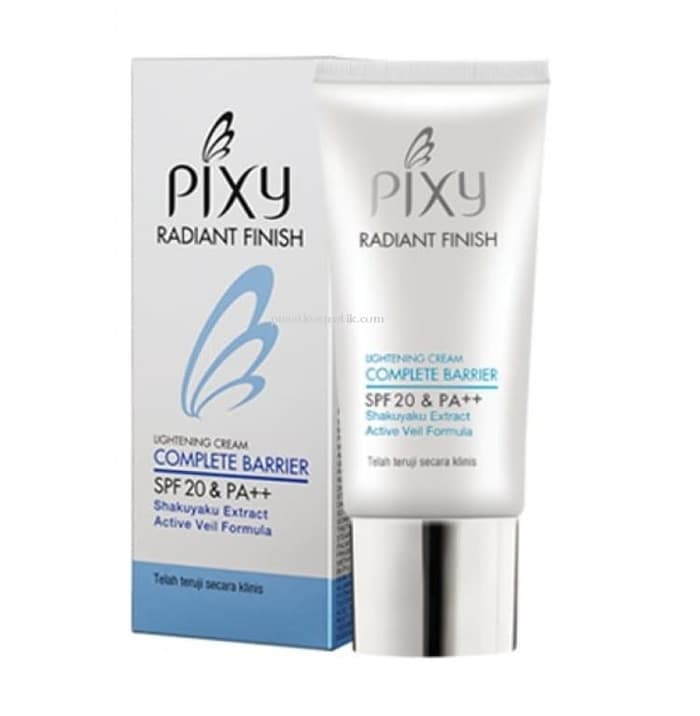 PIXY
RADIANT FINISH
LIGHTENING CREAM
COMPLETE BARRIER
SPF 20 & PA++
Shakuyaku Extract
Active Veil Formula
Telah teruji secara klinis
PIXY
RADIANT FINISH
LIGHTENING CREAM
COMPLETE BARRIER
SPF 20 & PA++
Shakuyaku Extract
Active Veil Formula
Telah teruji secara klinis